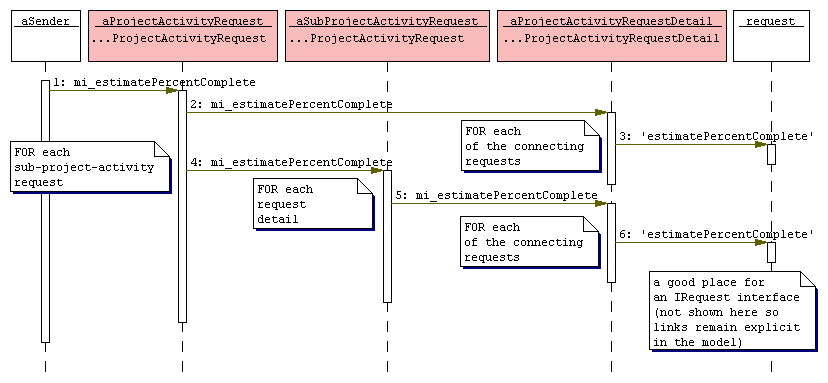 aSender
aProjectActivityRequest
...ProjectActivityRequest
aSubProjectActivityRequest
...ProjectActivityRequest
aProjectActivityRequestDetail
...ProjectActivityRequestDetail
request
1: mi_estimatePercentComplete
2: mi_estimatePercentComplete
FOR each
of the connecting
requests
3: 'estimatePercentComplete'
FOR each
sub-project-activity
request
4: mi_estimatePercentComplete
FOR each
request
detail
5: mi_estimatePercentComplete
FOR each
of the connecting
requests
6: 'estimatePercentComplete'
a good place for
an IRequest interface
(not shown here so
links remain explicit
in the model)